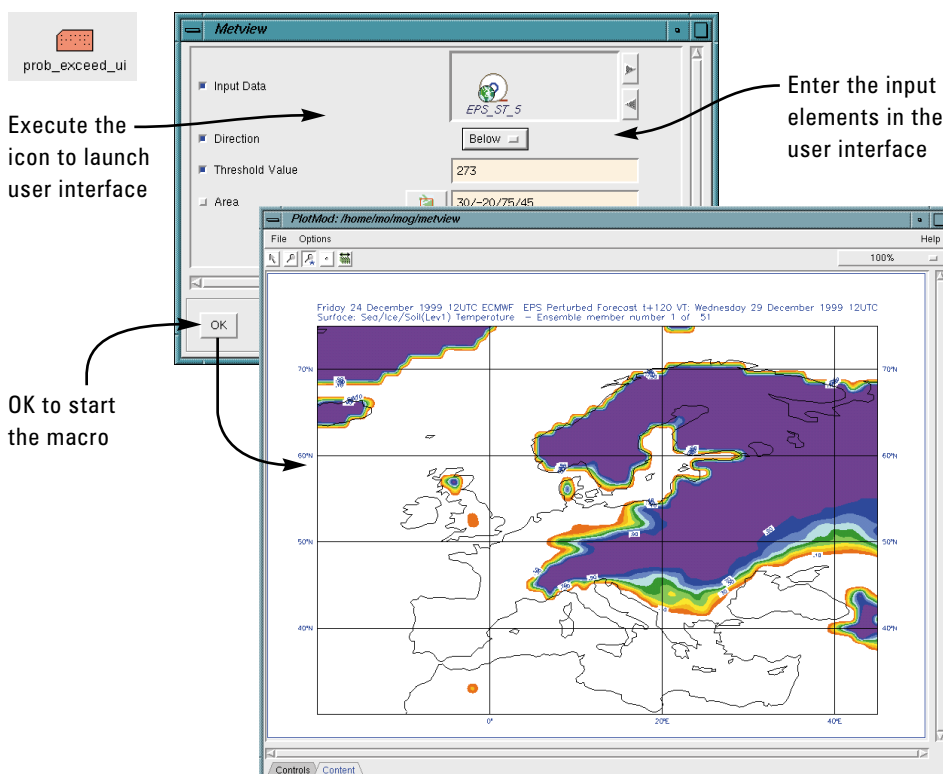 prob_exceed_ui
Execute the
icon to launch
user interface
OK to start
the macro
Enter the input
elements in the
user interface
Metview
Input Data
EPS_ST_5
Direction
Below
Threshold Value
273
Area
30/-20/75/45
OK
PlotMod: /home/mo/mog/metview
File Options Help
100%
Friday 24 December 1999 12UTC ECMWF EPS Perturbed Forecast t+120 VT: Wednesday 29 December 1999 12UTC
Surface: Sea/Ice/Soil(Lev1) Temperature - Ensemble member number 1 of 51
70°N 70°N
60°N 60°N
50°N 50°N
40°N 40°N
0° 20°E 40°E
Controls Content